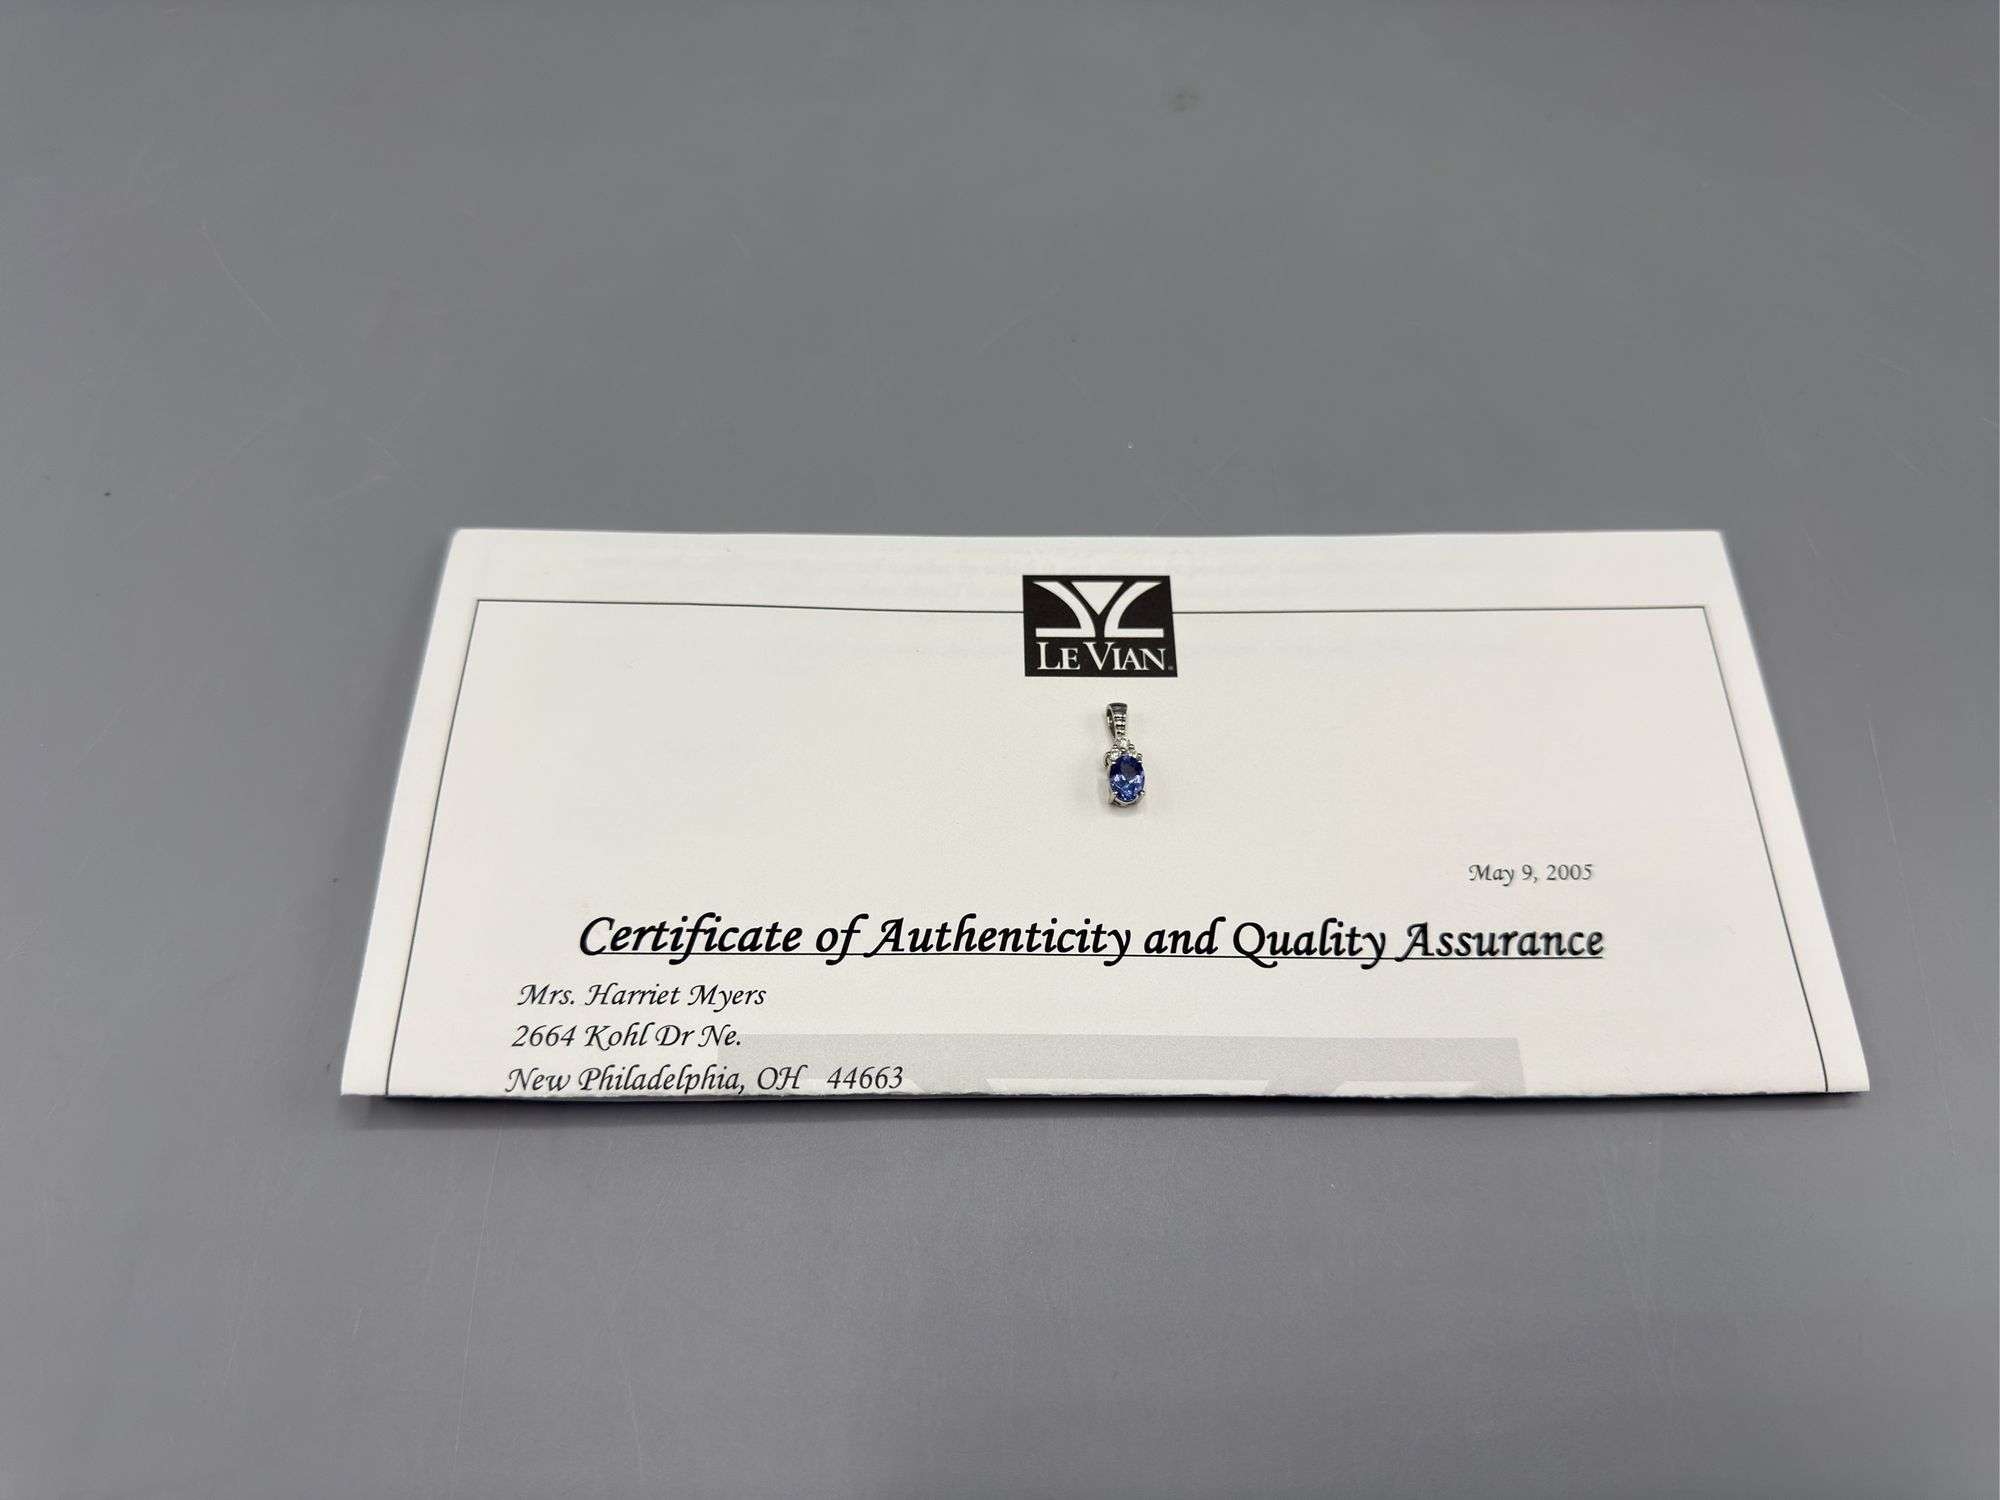 LE VIAN
May 9, 2005
Certificate of Authenticity and Quality Assurance
Mrs. Harriet Myers
2664 Kohl Dr Ne.
New Philadelphia, OH 44663